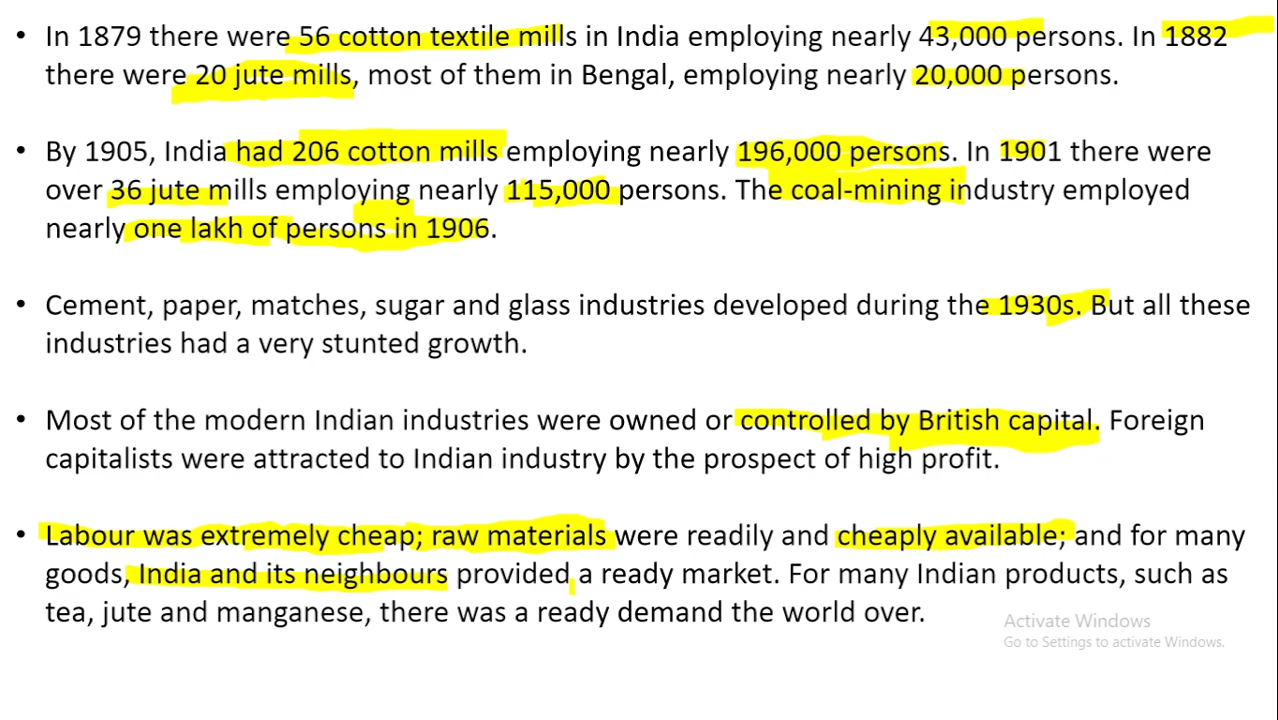 • In 1879 there were 56 cotton textile mills in India employing nearly 43,000 persons. In 1882
there were 20 jute mills, most of them in Bengal, employing nearly 20,000 persons.
• By 1905, India had 206 cotton mills employing nearly 196,000 persons. In 1901 there were
over 36 jute mills employing nearly 115,000 persons. The coal-mining industry employed
nearly one lakh of persons in 1906.
• Cement, paper, matches, sugar and glass industries developed during the 1930s. But all these
industries had a very stunted growth.
• Most of the modern Indian industries were owned or controlled by British capital. Foreign
capitalists were attracted to Indian industry by the prospect of high profit.
• Labour was extremely cheap; raw materials were readily and cheaply available; and for many
goods, India and its neighbours provided a ready market. For many Indian products, such as
tea, jute and manganese, there was a ready demand the world over.
Activate Windows
Go to Settings to activate Windows.